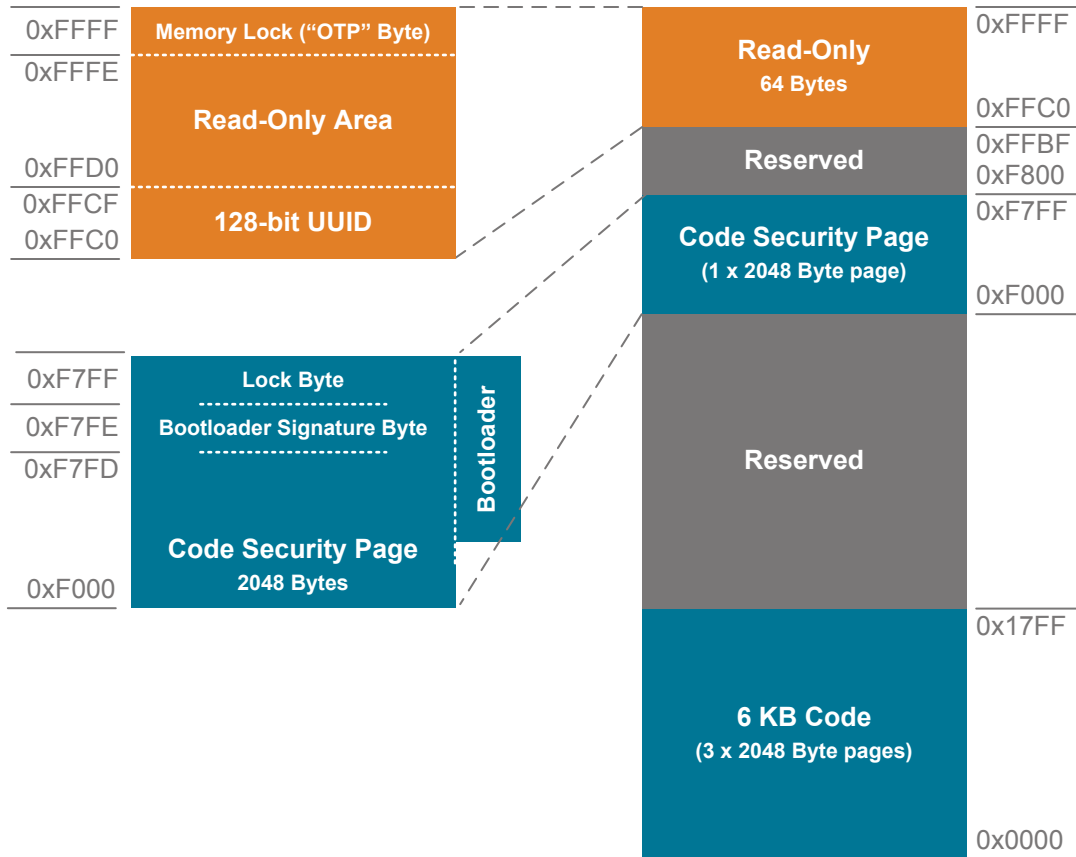 0xFFFF
Memory Lock (“OTP” Byte)
0xFFFE
Read-Only Area
0xFFD0
0xFFCF
128-bit UUID
0xFFC0
0xF7FF
Lock Byte
0xF7FE
Bootloader Signature Byte
0xF7FD
Bootloader
Code Security Page
2048 Bytes
0xF000
0xFFFF
Read-Only
64 Bytes
0xFFC0
0xFFBF
Reserved
0xF800
0xF7FF
Code Security Page
(1 x 2048 Byte page)
0xF000
Reserved
0x17FF
6 KB Code
(3 x 2048 Byte pages)
0x0000